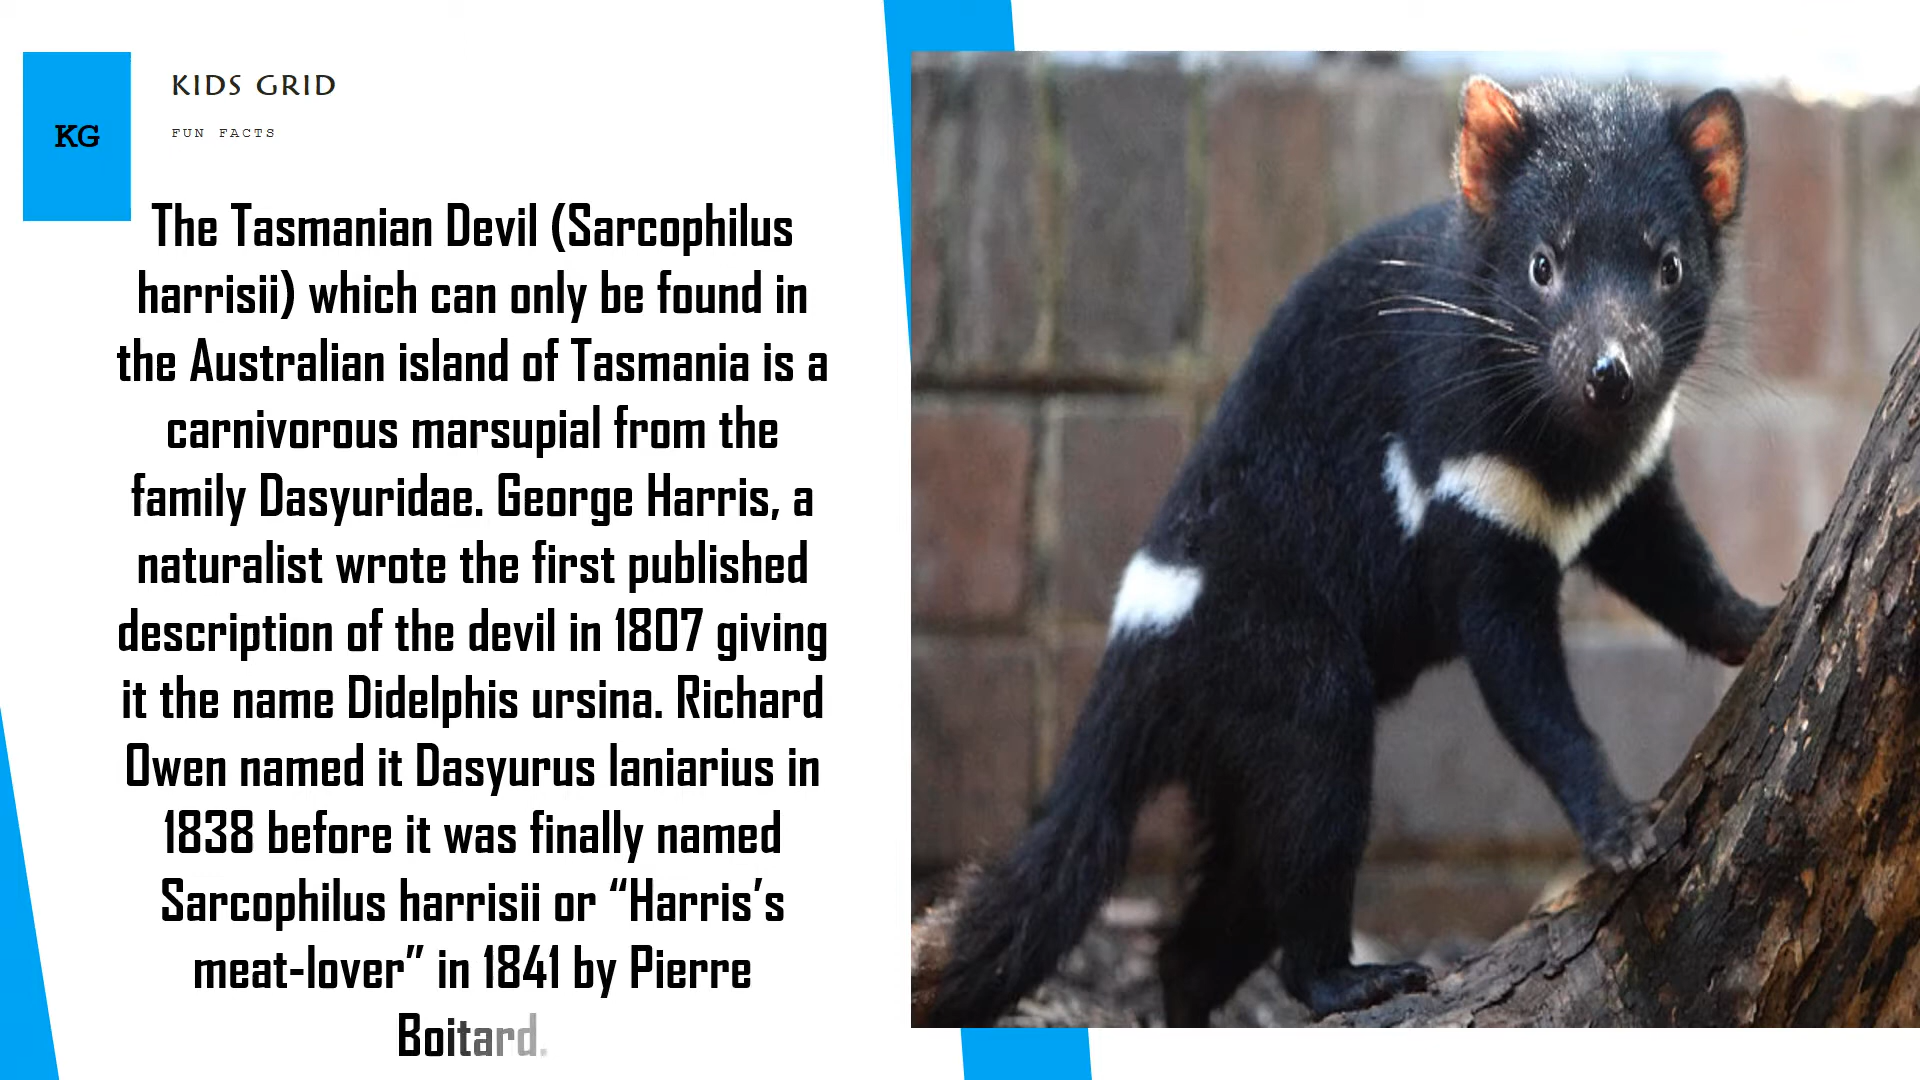 KG
KIDS GRID
FUN FACTS
The Tasmanian Devil (Sarcophilus
harrisii) which can only be found in
the Australian island of Tasmania is a
carnivorous marsupial from the
family Dasyuridae. George Harris, a
naturalist wrote the first published
description of the devil in 1807 giving
it the name Didelphis ursina. Richard
Owen named it Dasyurus laniarius in
1838 before it was finally named
Sarcophilus harrisii or “Harris’s
meat-lover” in 1841 by Pierre
Boitard.